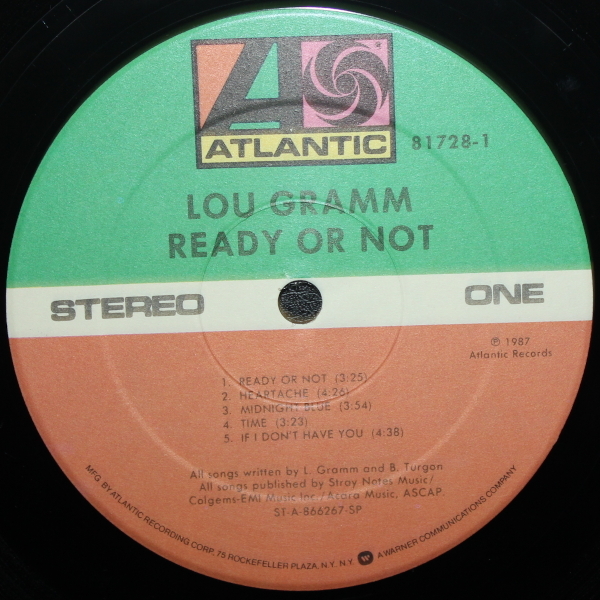 ATLANTIC
®
81728-1
LOU GRAMM
READY OR NOT
STEREO
ONE
℗ 1987
Atlantic Records
1. READY OR NOT (3:25)
2. HEARTACHE (4:26)
3. MIDNIGHT BLUE (3:54)
4. TIME (3:23)
5. IF I DON'T HAVE YOU (4:38)
All songs written by L. Gramm and B. Turgon
All songs published by Stray Notes Music/
Colgems-EMI Music Inc./Acara Music, ASCAP.
ST-A-866267-SP
MFG. BY ATLANTIC RECORDING CORP., 75 ROCKEFELLER PLAZA, N.Y. N.Y. A WARNER COMMUNICATIONS COMPANY